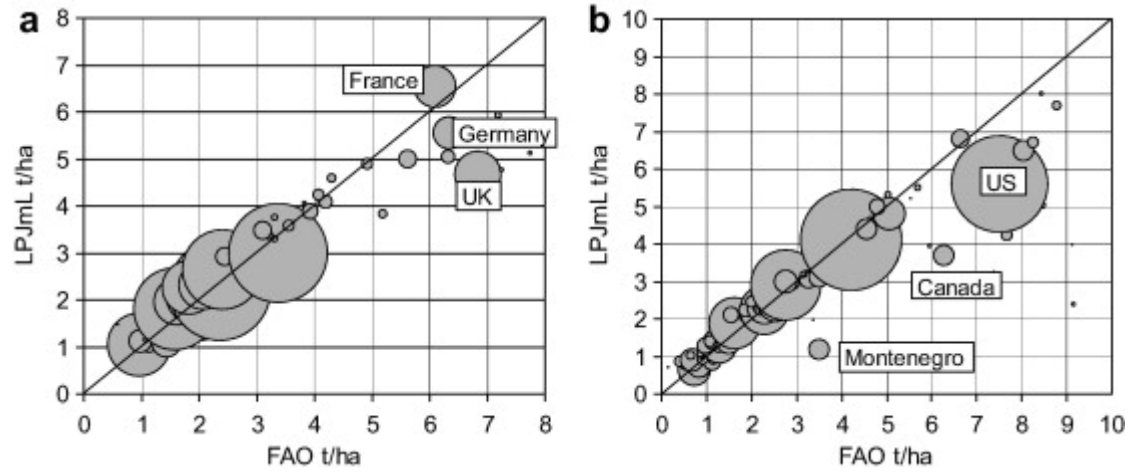 a
8
7
6
5
4
3
2
1
0
LPJmL t/ha
France
Germany
UK
0 1 2 3 4 5 6 7 8
FAO t/ha
b
10
9
8
7
6
5
4
3
2
1
0
LPJmL t/ha
US
Canada
Montenegro
0 1 2 3 4 5 6 7 8 9 10
FAO t/ha